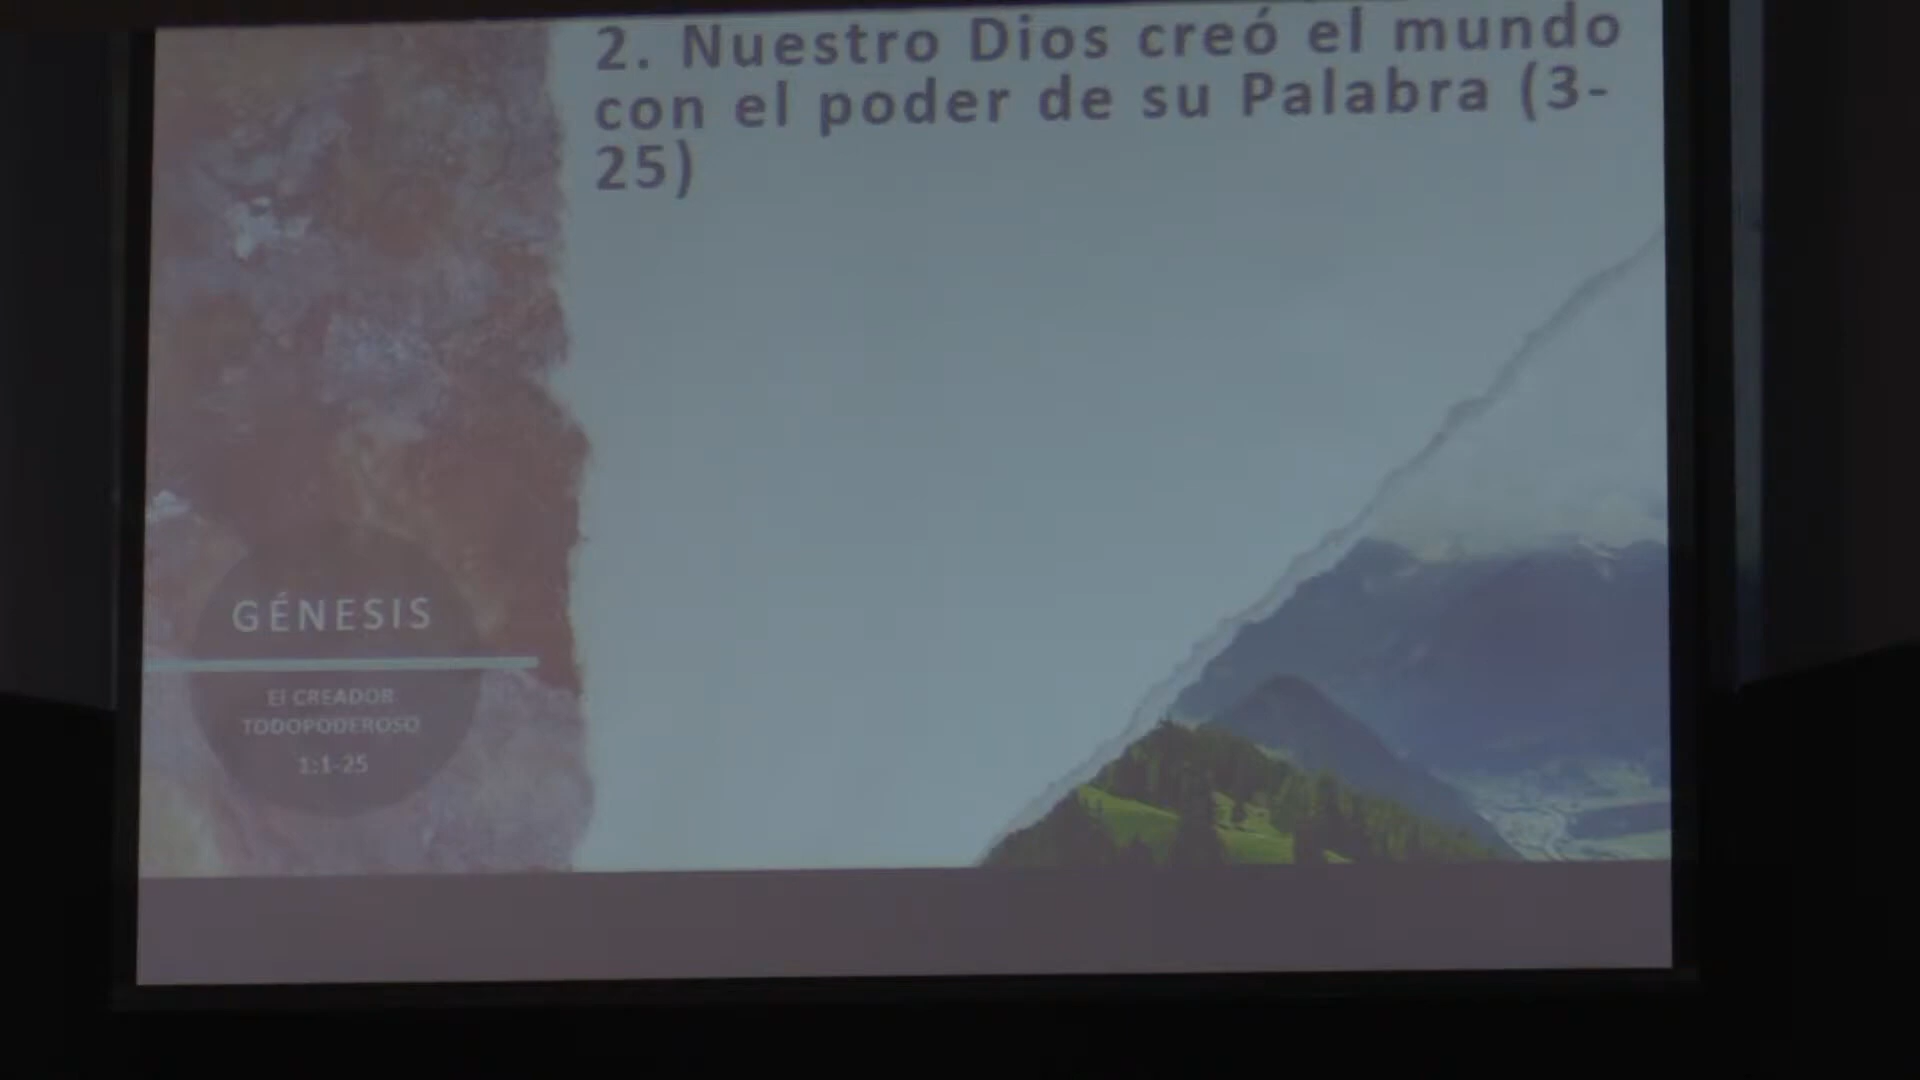 2. Nuestro Dios creó el mundo
con el poder de su Palabra (3-
25)
GÉNESIS
El CREADOR
TODOPODEROSO
1:1-25